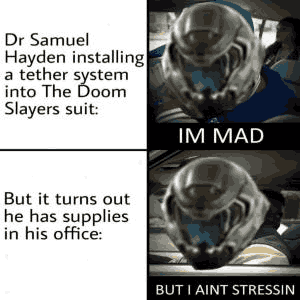 Dr Samuel
Hayden installing
a tether system
into The Doom
Slayers suit:
IM MAD
But it turns out
he has supplies
in his office:
BUT I AINT STRESSIN